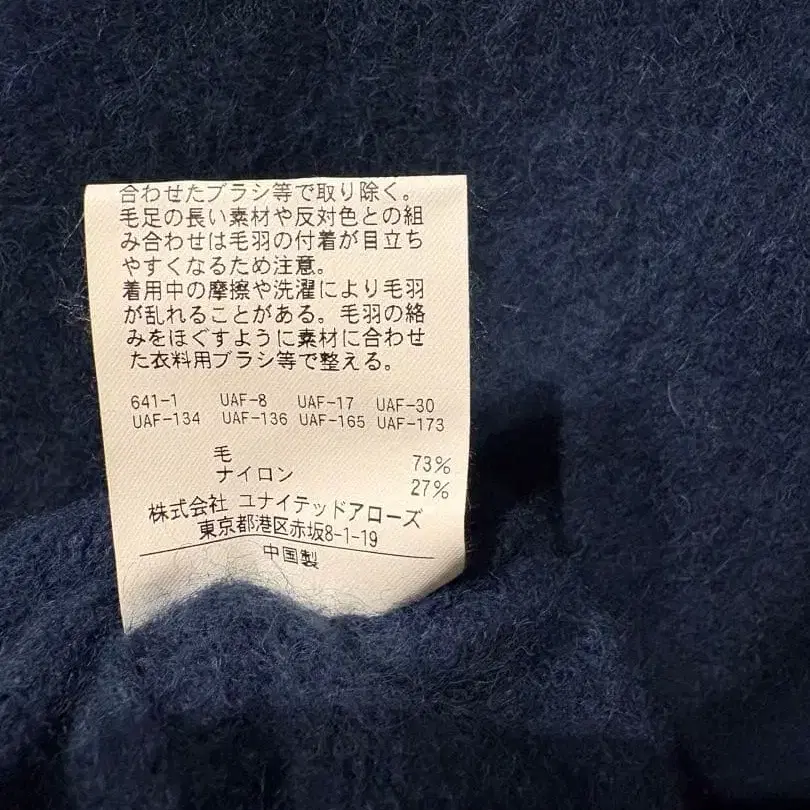 合わせたブラシ等で取り除く。
毛足の長い素材や反対色との組
み合わせは毛羽の付着が目立ち
やすくなるため注意。
着用中の摩擦や洗濯により毛羽
が乱れることがある。毛羽の絡
みをほぐすように素材に合わせ
た衣料用ブラシ等で整える。
641-1 UAF-8 UAF-17 UAF-30
UAF-134 UAF-136 UAF-165 UAF-173
毛 73%
ナイロン 27%
株式会社 ユナイテッドアローズ
東京都港区赤坂8-1-19
中国製